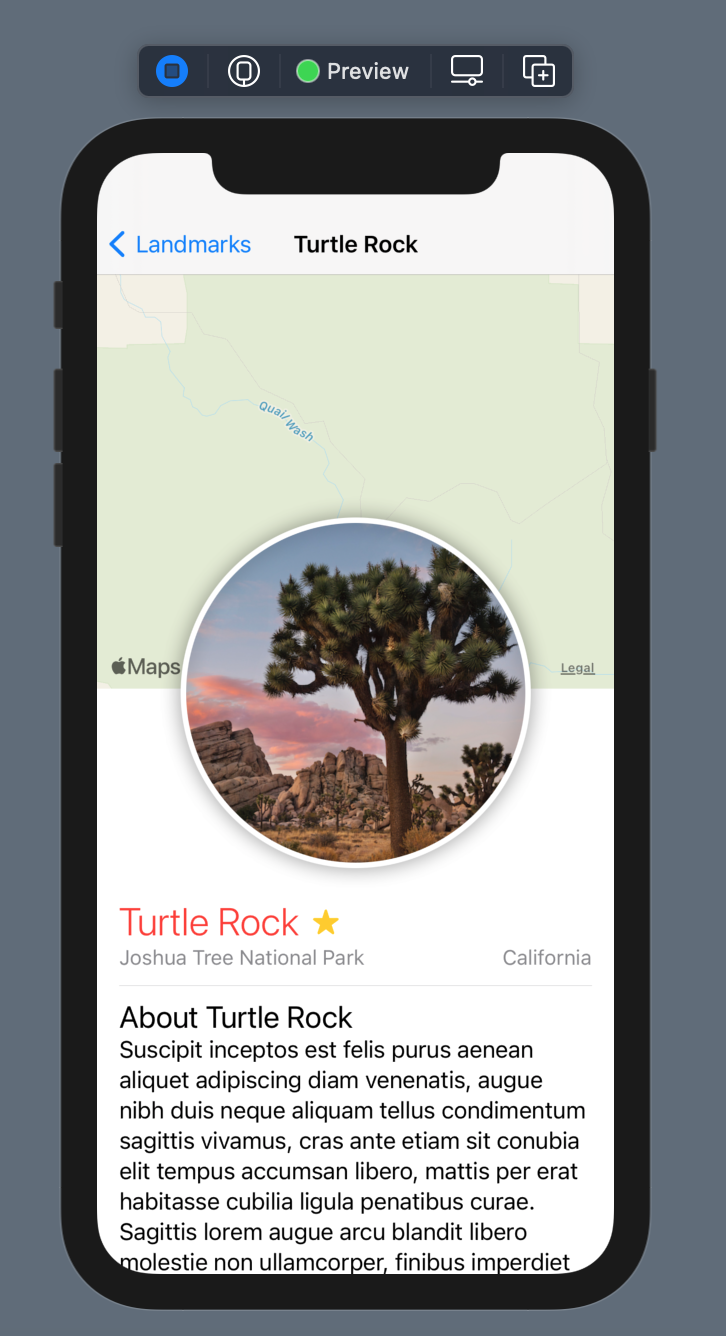 Preview
Landmarks Turtle Rock
Quail Wash
Maps
Legal
Turtle Rock
Joshua Tree National Park California
About Turtle Rock
Suscipit inceptos est felis purus aenean
aliquet adipiscing diam venenatis, augue
nibh duis neque aliquam tellus condimentum
sagittis vivamus, cras ante etiam sit conubia
elit tempus accumsan libero, mattis per erat
habitasse cubilia ligula penatibus curae.
Sagittis lorem augue arcu blandit libero
molestie non ullamcorper, finibus imperdiet